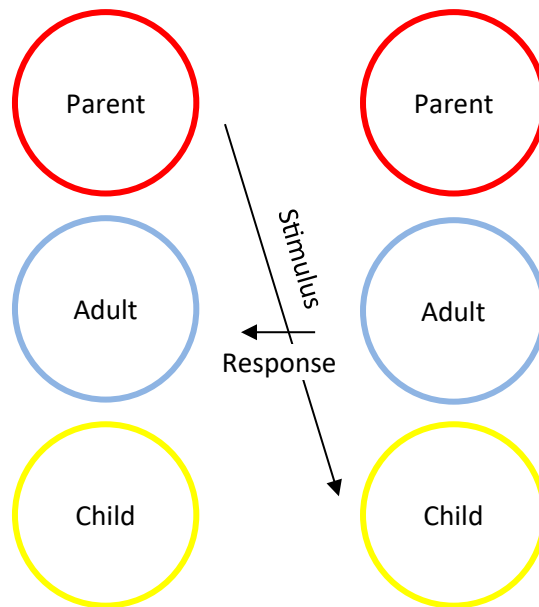 Parent
Parent
Stimulus
Adult
Adult
Response
Child
Child